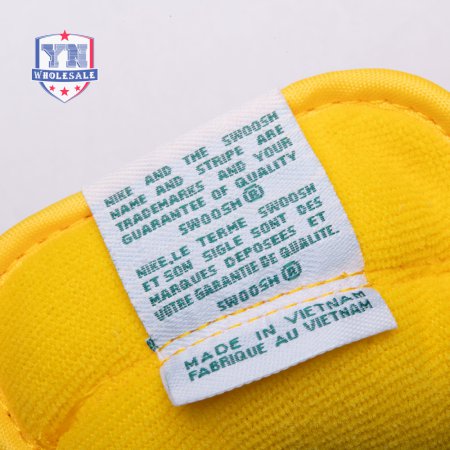 YN
WHOLESALE
NIKE AND THE SWOOSH
NAME AND STRIPE ARE
TRADEMARKS AND YOUR
GUARANTEE OF QUALITY
SWOOSH®
NIKE,LE TERME SWOOSH
ET SON SIGLE SONT DES
MARQUES DEPOSEES ET
VOTRE GARANTIE DE QUALITE.
SWOOSH®
MADE IN VIETNAM
FABRIQUE AU VIETNAM